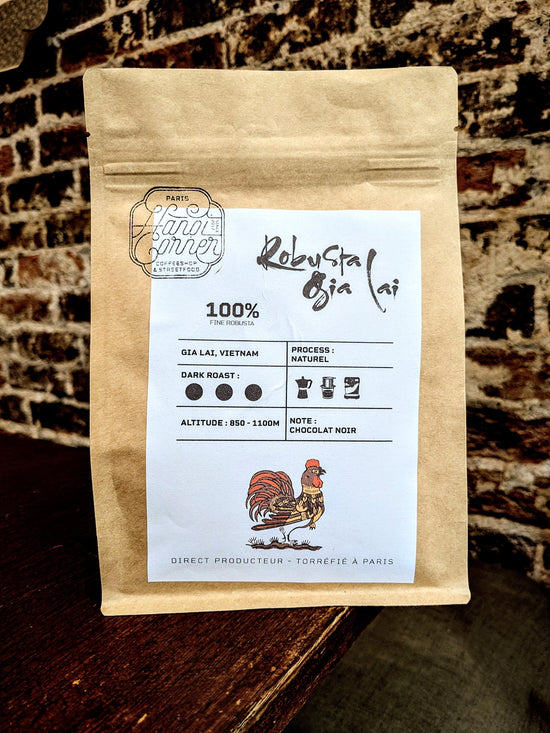 PARIS
Hanoi
Corner
COFFEESHOP
& STREETFOOD
Robusta
Gia Lai
100%
FINE ROBUSTA
GIA LAI, VIETNAM
PROCESS :
NATUREL
DARK ROAST :
ALTITUDE : 850 - 1100M
NOTE :
CHOCOLAT NOIR
DIRECT PRODUCTEUR - TORRÉFIÉ À PARIS